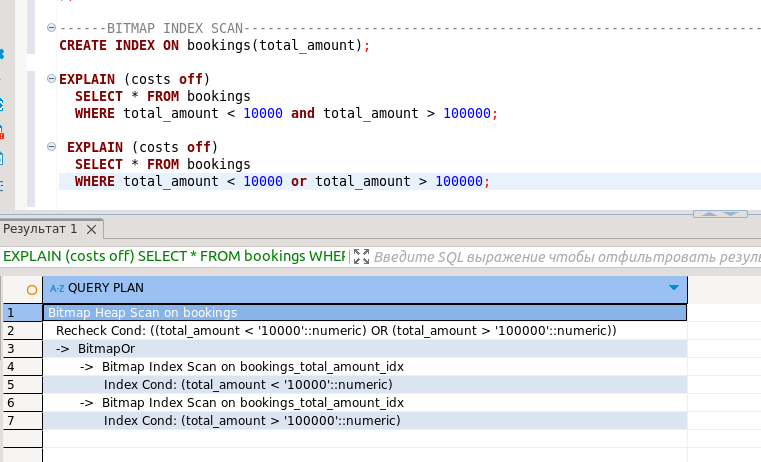 ------BITMAP INDEX SCAN------------------------------------------------------------------
CREATE INDEX ON bookings(total_amount);
EXPLAIN (costs off)
SELECT * FROM bookings
WHERE total_amount < 10000 and total_amount > 100000;
EXPLAIN (costs off)
SELECT * FROM bookings
WHERE total_amount < 10000 or total_amount > 100000;
Результат 1
EXPLAIN (costs off) SELECT * FROM bookings WHER
Введите SQL выражение чтобы отфильтровать резул
A-Z QUERY PLAN
1 Bitmap Heap Scan on bookings
2 Recheck Cond: ((total_amount < '10000'::numeric) OR (total_amount > '100000'::numeric))
3 -> BitmapOr
4 -> Bitmap Index Scan on bookings_total_amount_idx
5 Index Cond: (total_amount < '10000'::numeric)
6 -> Bitmap Index Scan on bookings_total_amount_idx
7 Index Cond: (total_amount > '100000'::numeric)